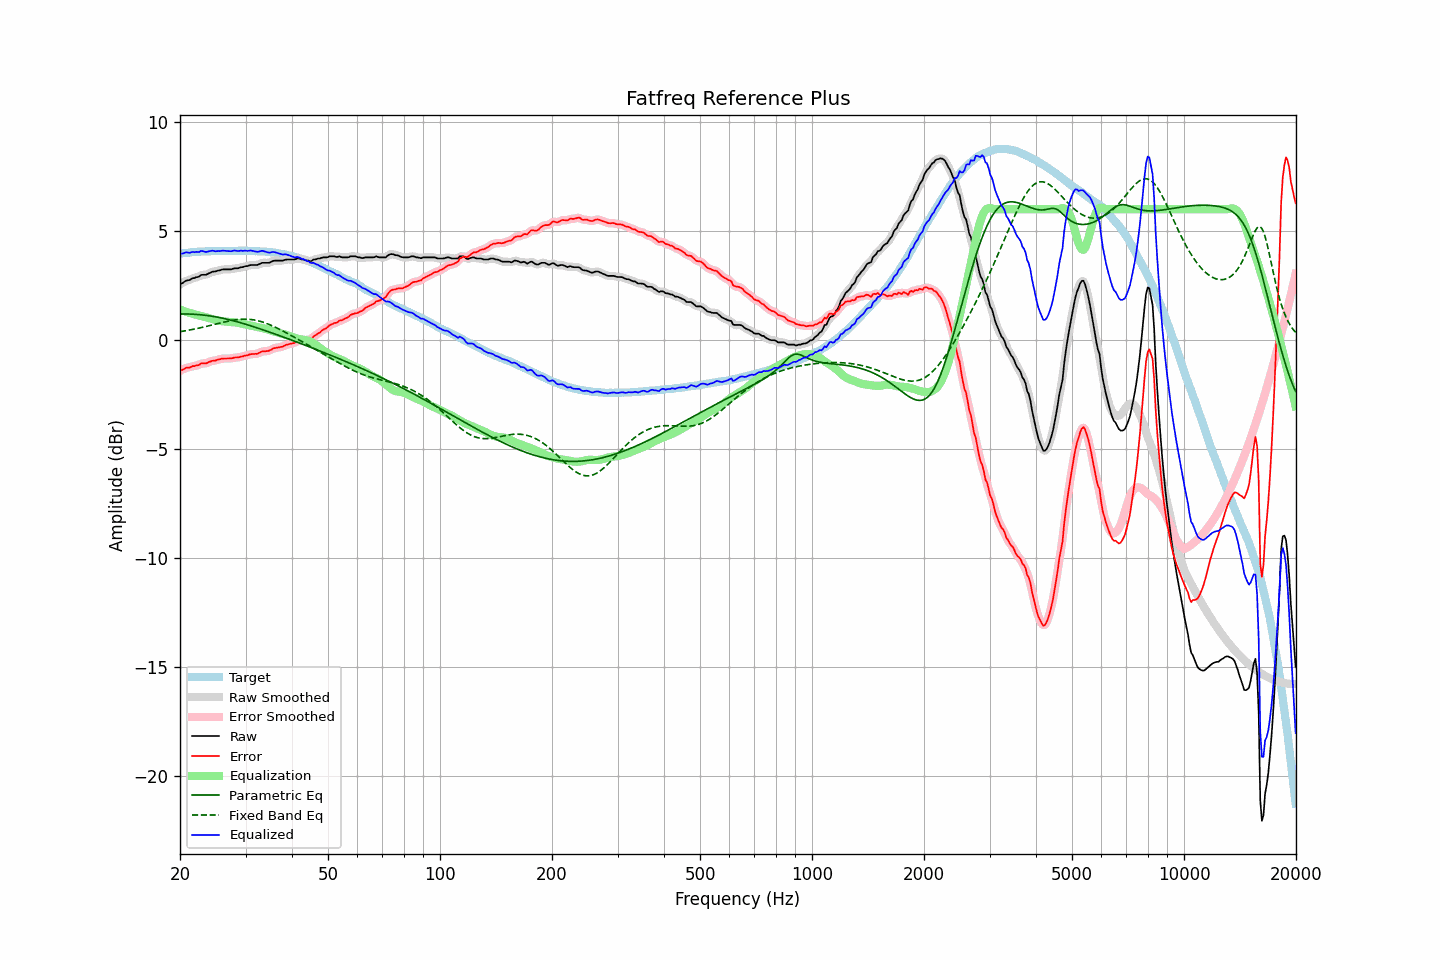 Fatfreq Reference Plus
Amplitude (dBr)
10
5
0
−5
−10
−15
−20
Target
Raw Smoothed
Error Smoothed
Raw
Error
Equalization
Parametric Eq
Fixed Band Eq
Equalized
20 50 100 200 500 1000 2000 5000 10000 20000
Frequency (Hz)